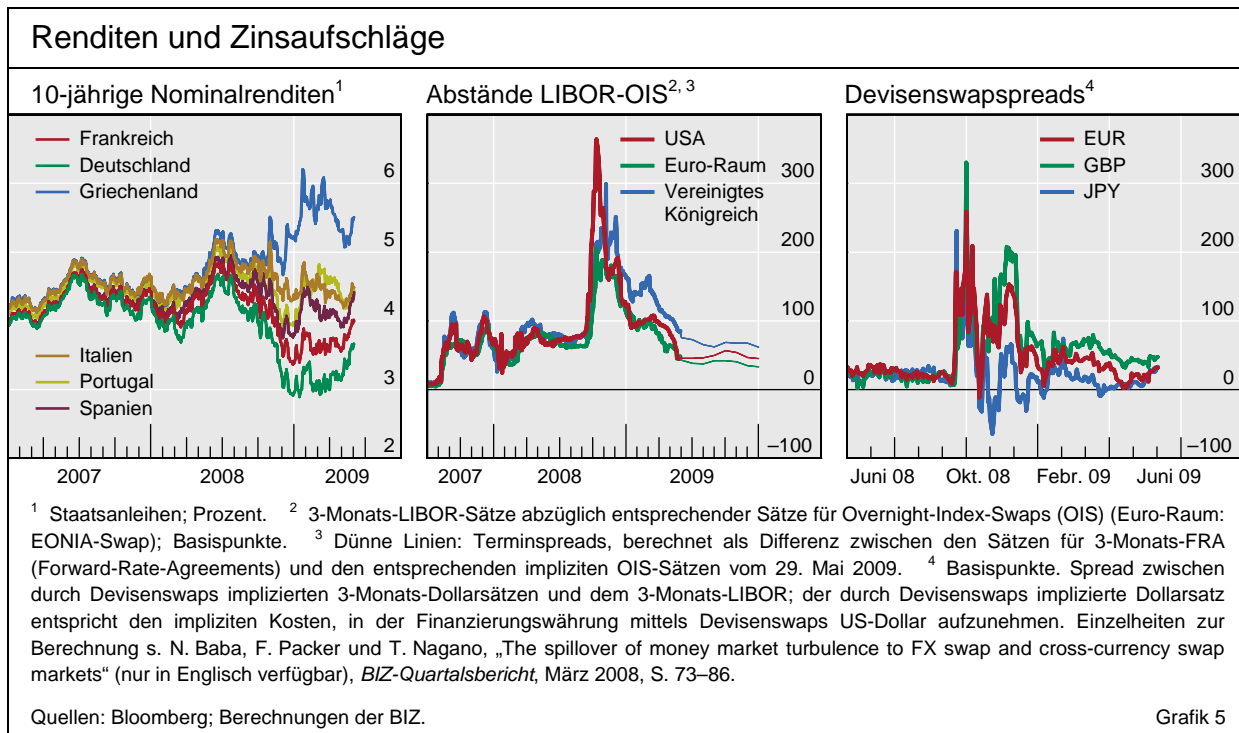 Renditen und Zinsaufschläge
10-jährige Nominalrenditen¹
Frankreich
Deutschland
Griechenland
Italien
Portugal
Spanien
6
5
4
3
2
2007 2008 2009
Abstände LIBOR-OIS²˒ ³
USA
Euro-Raum
Vereinigtes
Königreich
300
200
100
0
–100
2007 2008 2009
Devisenswapspreads⁴
EUR
GBP
JPY
300
200
100
0
–100
Juni 08 Okt. 08 Febr. 09 Juni 09
¹ Staatsanleihen; Prozent. ² 3-Monats-LIBOR-Sätze abzüglich entsprechender Sätze für Overnight-Index-Swaps (OIS) (Euro-Raum:
EONIA-Swap); Basispunkte. ³ Dünne Linien: Terminspreads, berechnet als Differenz zwischen den Sätzen für 3-Monats-FRA
(Forward-Rate-Agreements) und den entsprechenden impliziten OIS-Sätzen vom 29. Mai 2009. ⁴ Basispunkte. Spread zwischen
durch Devisenswaps implizierten 3-Monats-Dollarsätzen und dem 3-Monats-LIBOR; der durch Devisenswaps implizierte Dollarsatz
entspricht den impliziten Kosten, in der Finanzierungswährung mittels Devisenswaps US-Dollar aufzunehmen. Einzelheiten zur
Berechnung s. N. Baba, F. Packer und T. Nagano, „The spillover of money market turbulence to FX swap and cross-currency swap
markets“ (nur in Englisch verfügbar), BIZ-Quartalsbericht, März 2008, S. 73–86.
Quellen: Bloomberg; Berechnungen der BIZ. Grafik 5